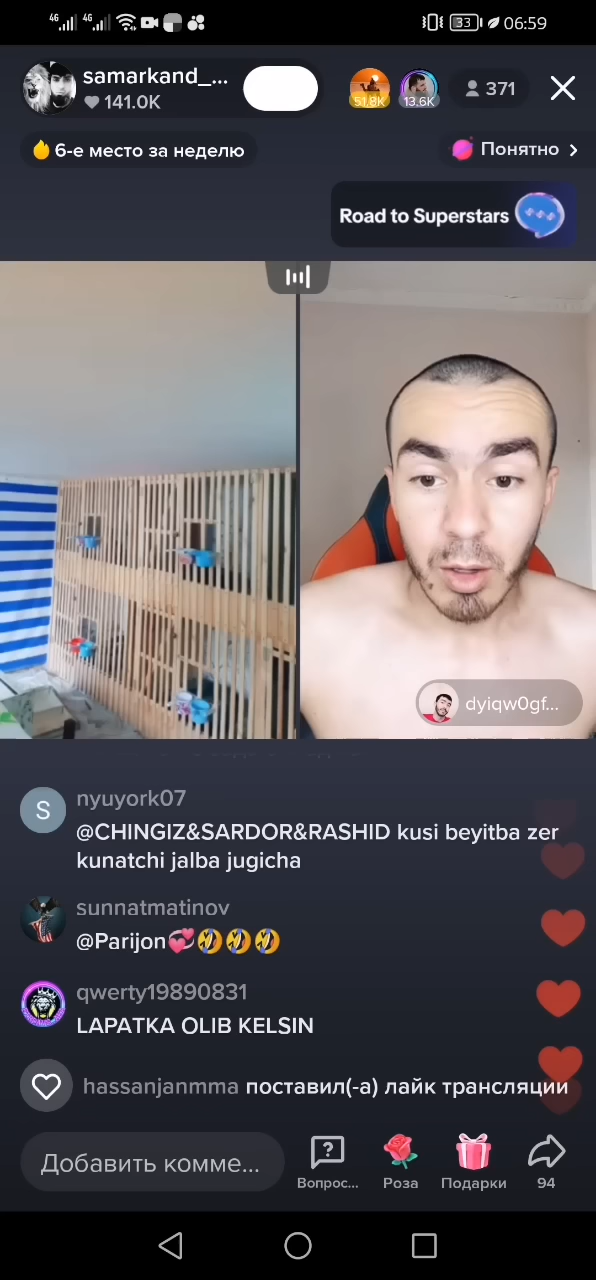 4G 4G 33 06:59
samarkand_...
141.0K
51.8K 13.6K 371
6-е место за неделю
Понятно
Road to Superstars
dyiqw0gf...
S
nyuyork07
@CHINGIZ&SARDOR&RASHID kusi beyitba zer
kunatchi jalba jugicha
sunnatmatinov
@Parijon💞🤣🤣🤣
qwerty19890831
LAPATKA OLIB KELSIN
hassanjanmma поставил(-а) лайк трансляции
Добавить комме...
Вопрос... Роза Подарки 94